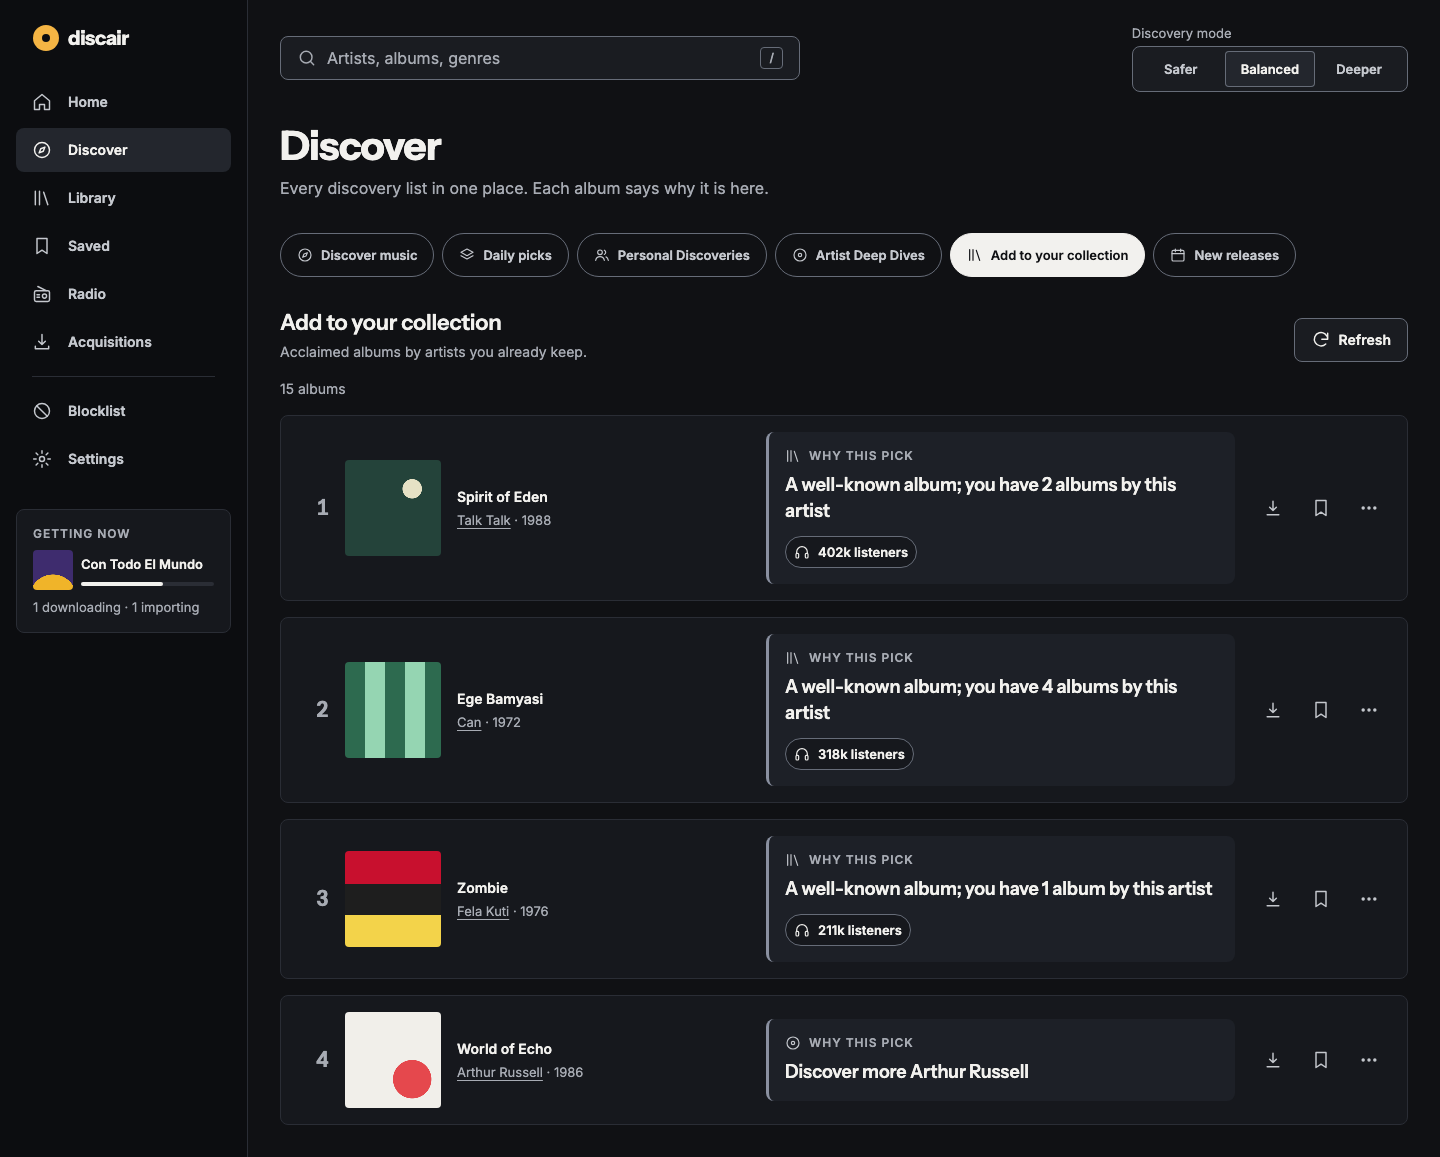 discair
Home
Discover
Library
Saved
Radio
Acquisitions
Blocklist
Settings
GETTING NOW
Con Todo El Mundo
1 downloading · 1 importing
Artists, albums, genres
/
Discovery mode
Safer
Balanced
Deeper
Discover
Every discovery list in one place. Each album says why it is here.
Discover music
Daily picks
Personal Discoveries
Artist Deep Dives
Add to your collection
New releases
Add to your collection
Acclaimed albums by artists you already keep.
Refresh
15 albums
1
Spirit of Eden
Talk Talk · 1988
WHY THIS PICK
A well-known album; you have 2 albums by this
artist
402k listeners
2
Ege Bamyasi
Can · 1972
WHY THIS PICK
A well-known album; you have 4 albums by this
artist
318k listeners
3
Zombie
Fela Kuti · 1976
WHY THIS PICK
A well-known album; you have 1 album by this artist
211k listeners
4
World of Echo
Arthur Russell · 1986
WHY THIS PICK
Discover more Arthur Russell